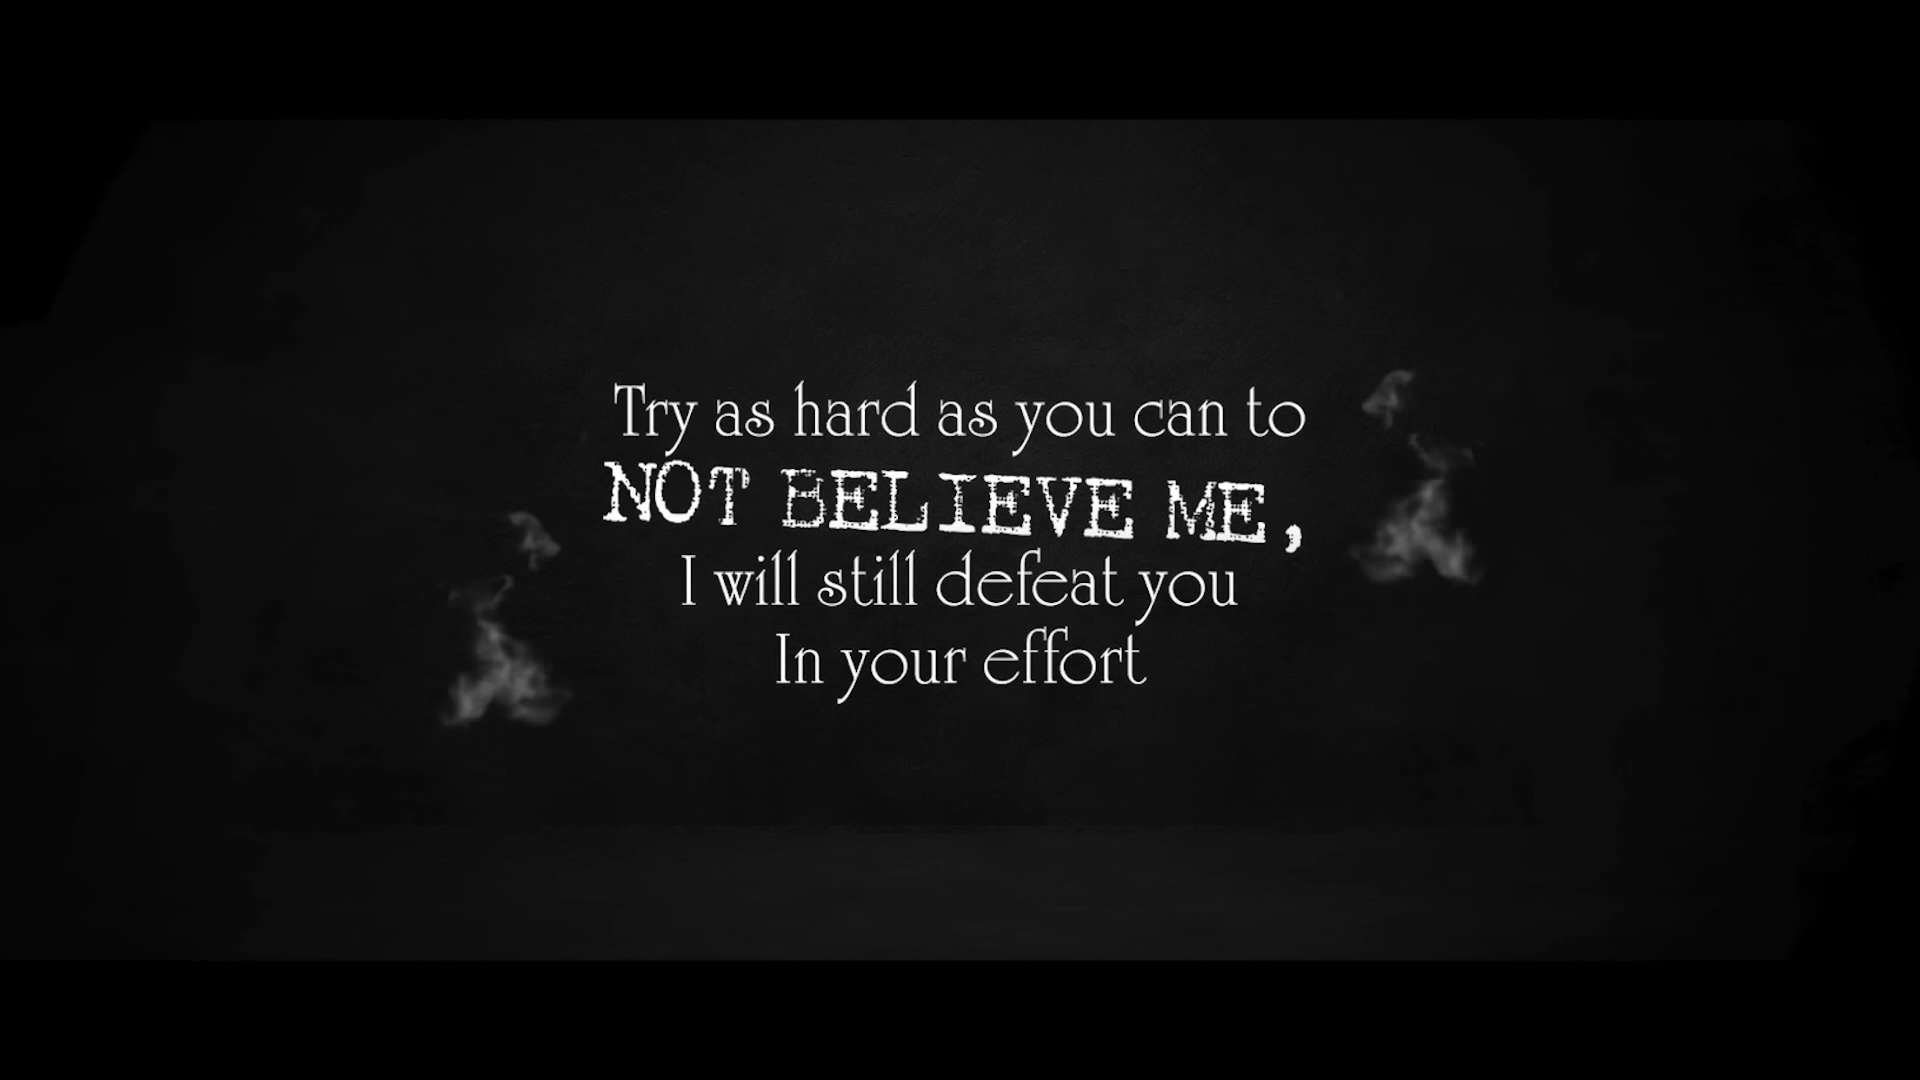 Try as hard as you can to
NOT BELIEVE ME,
I will still defeat you
In your effort